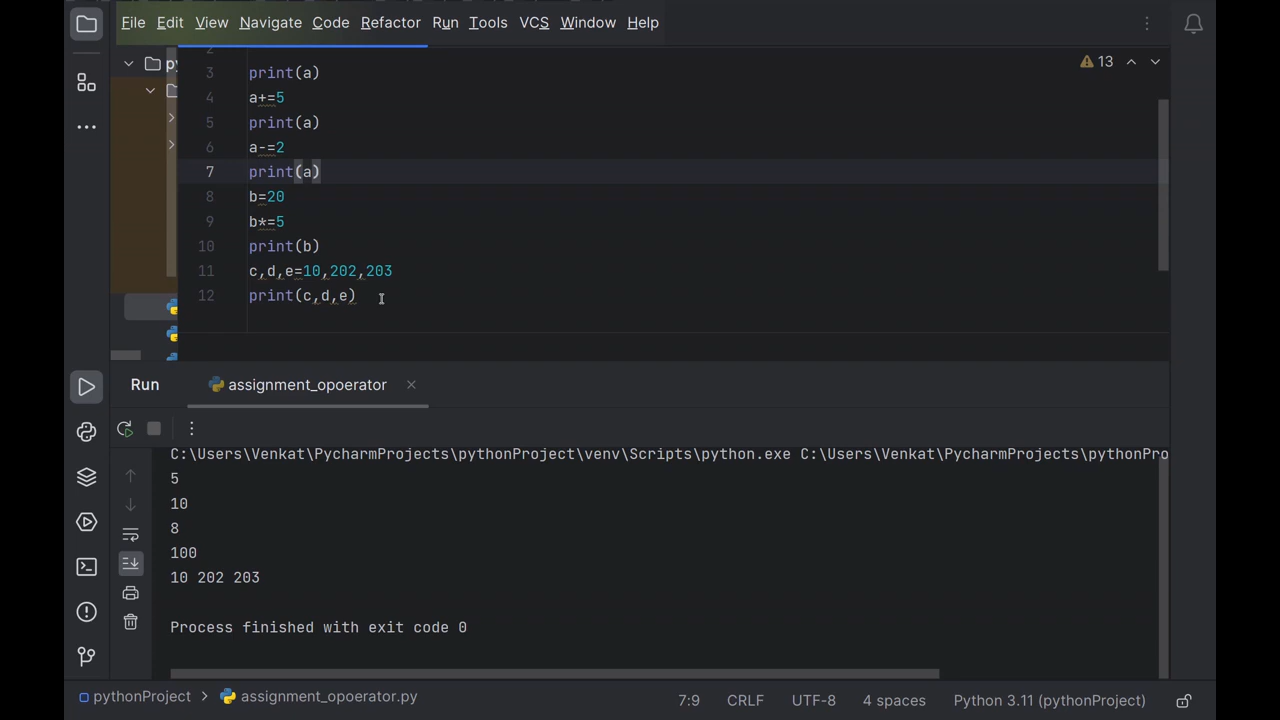 File Edit View Navigate Code Refactor Run Tools VCS Window Help
py
2
3 print(a)
13
4 a+=5
5 print(a)
6 a-=2
7 print(a)
8 b=20
9 b*=5
10 print(b)
11 c,d,e=10,202,203
12 print(c,d,e)
Run assignment_opoerator
C:\Users\Venkat\PycharmProjects\pythonProject\venv\Scripts\python.exe C:\Users\Venkat\PycharmProjects\pythonPro
5
10
8
100
10 202 203
Process finished with exit code 0
pythonProject > assignment_opoerator.py 7:9 CRLF UTF-8 4 spaces Python 3.11 (pythonProject)